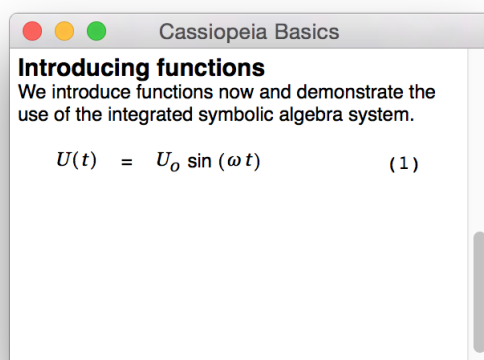 Cassiopeia Basics
Introducing functions
We introduce functions now and demonstrate the
use of the integrated symbolic algebra system.
U(t) = U_o sin (ω t) (1)